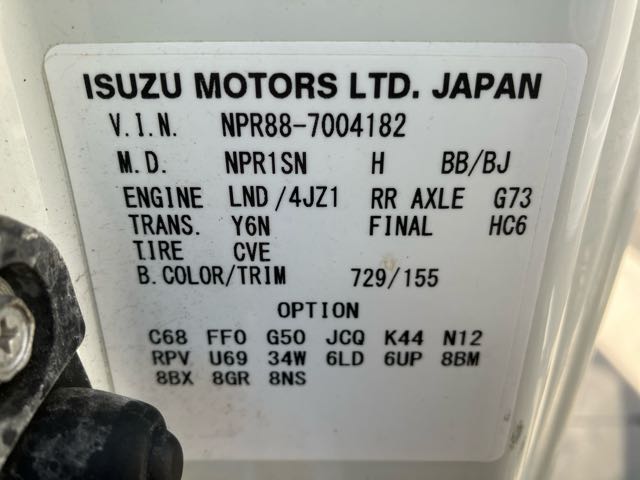 ISUZU MOTORS LTD. JAPAN
V.I.N. NPR88-7004182
M.D. NPR1SN H BB/BJ
ENGINE LND/4JZ1 RR AXLE G73
TRANS. Y6N FINAL HC6
TIRE CVE
B.COLOR/TRIM 729/155
OPTION
C68 FF0 G50 JCQ K44 N12
RPV U69 34W 6LD 6UP 8BM
8BX 8GR 8NS